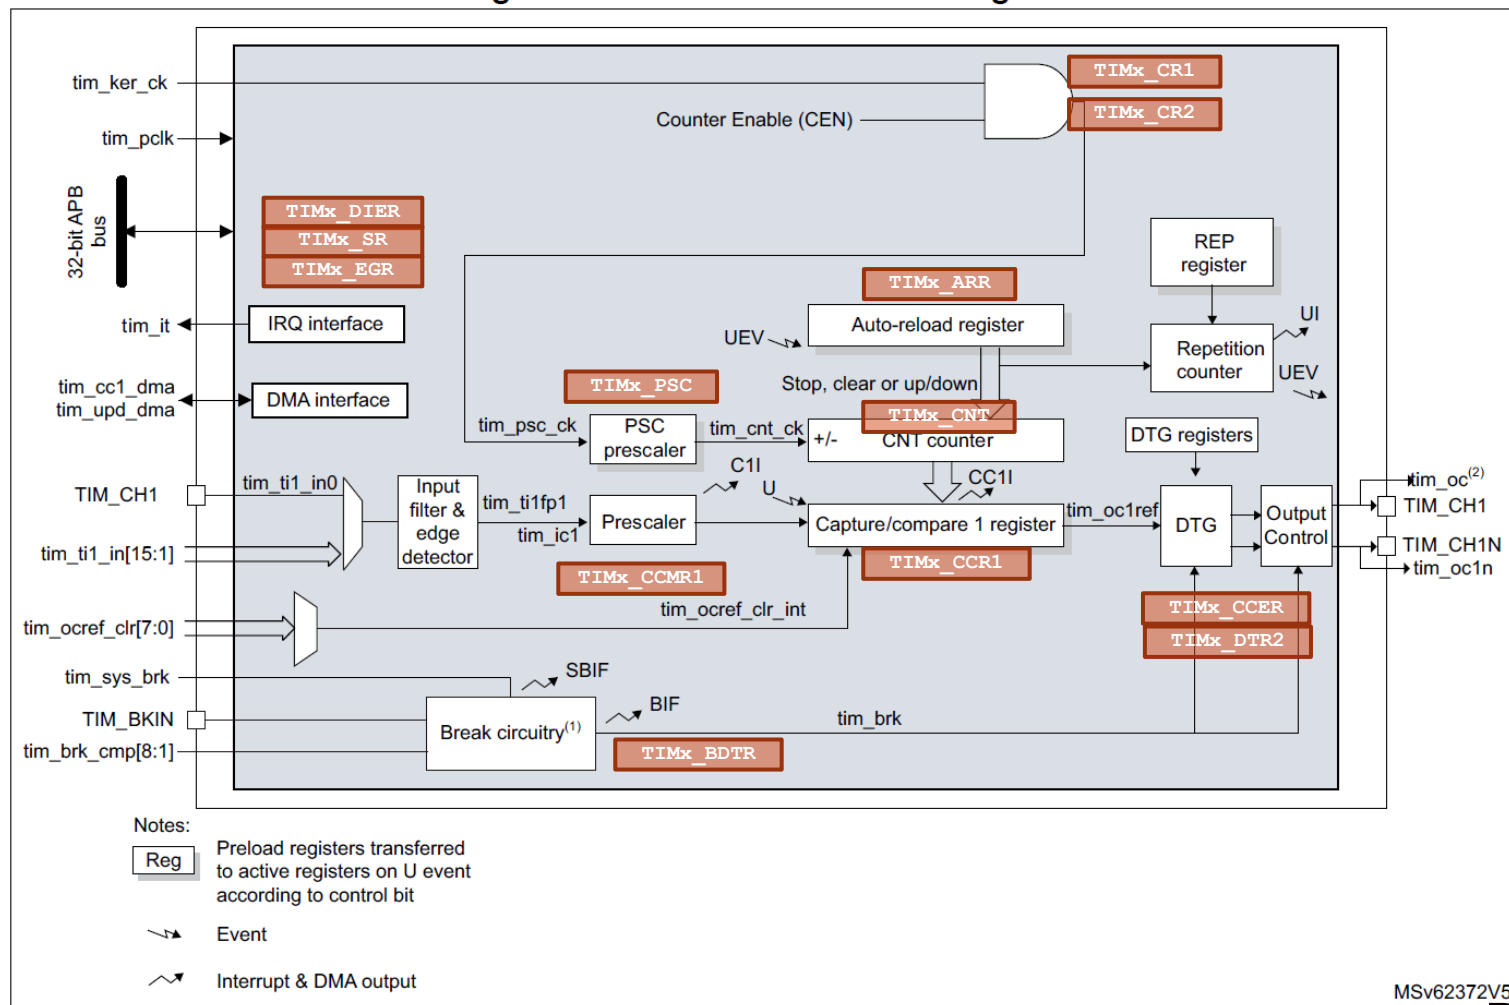 tim_ker_ck
TIMx_CR1
Counter Enable (CEN)
TIMx_CR2
tim_pclk
32-bit APB
bus
TIMx_DIER
TIMx_SR
TIMx_EGR
REP
register
TIMx_ARR
tim_it
IRQ interface
UEV
Auto-reload register
UI
Repetition
counter
UEV
Stop, clear or up/down
tim_cc1_dma
tim_upd_dma
DMA interface
TIMx_PSC
TIMx_CNT
tim_psc_ck
PSC
prescaler
tim_cnt_ck
+/-
CNT counter
DTG registers
C1I
CC1I
U
TIM_CH1
tim_ti1_in0
Input
filter &
edge
detector
tim_ti1fp1
tim_ic1
Prescaler
Capture/compare 1 register
tim_oc1ref
DTG
Output
Control
tim_oc(2)
TIM_CH1
TIM_CH1N
tim_oc1n
tim_ti1_in[15:1]
TIMx_CCMR1
TIMx_CCR1
tim_ocref_clr_int
TIMx_CCER
TIMx_DTR2
tim_ocref_clr[7:0]
tim_sys_brk
SBIF
TIM_BKIN
BIF
tim_brk
Break circuitry(1)
tim_brk_cmp[8:1]
TIMx_BDTR
Notes:
Reg
Preload registers transferred
to active registers on U event
according to control bit
Event
Interrupt & DMA output
MSv62372V5